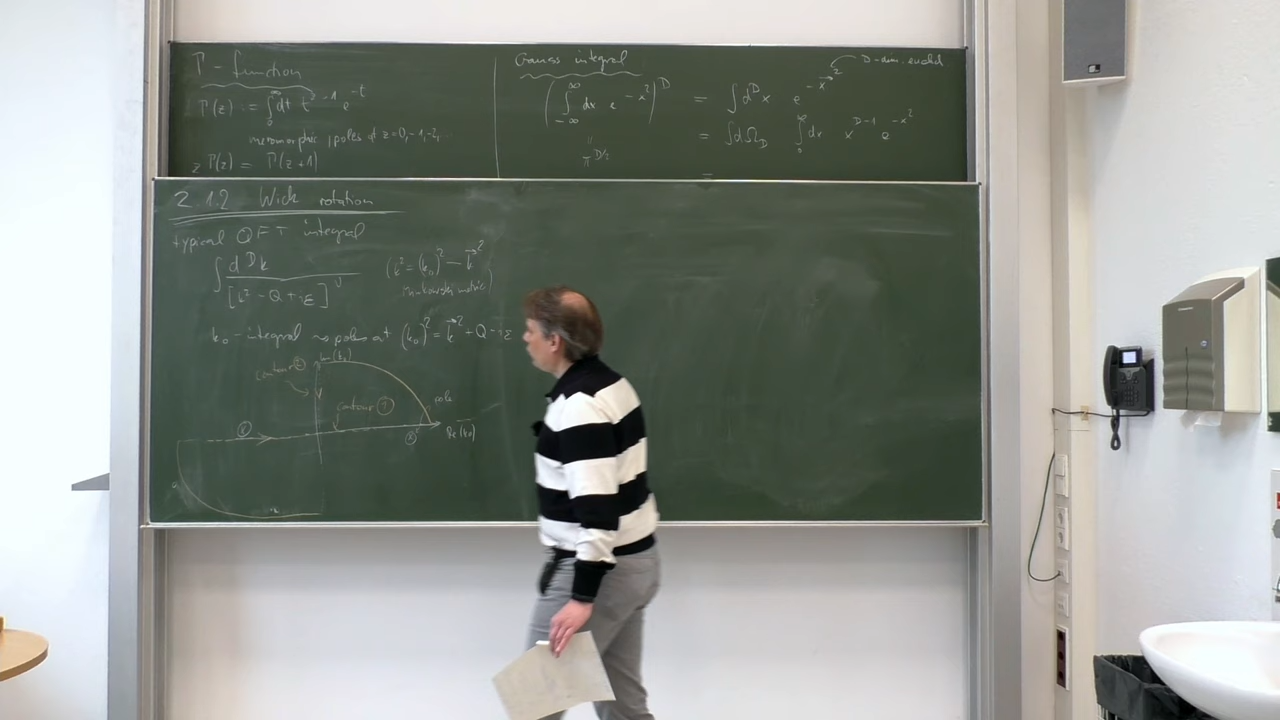 Γ - function
Γ(z) := ∫₀^∞ dt t^{z-1} e^{-t}
meromorphic, poles at z=0,-1,-2,...
z Γ(z) = Γ(z+1)
Gauss integral
D-dim. euclid
( ∫_{-∞}^{∞} dx e^{-x²} )^D = ∫ d^D x e^{-x⃗²}
= ∫ dΩ_D ∫₀^∞ dx x^{D-1} e^{-x²}
"
π^{D/2}
=
2.1.2 Wick rotation
typical QFT integral
∫ d^D k / [k² - Q + iε]^ν
(k² = (k₀)² - k⃗²
Minkowski metric)
k₀-integral poles at (k₀)² = k⃗² + Q - iε
Im(k₀)
contour ②
contour ①
pole
Re(k₀)